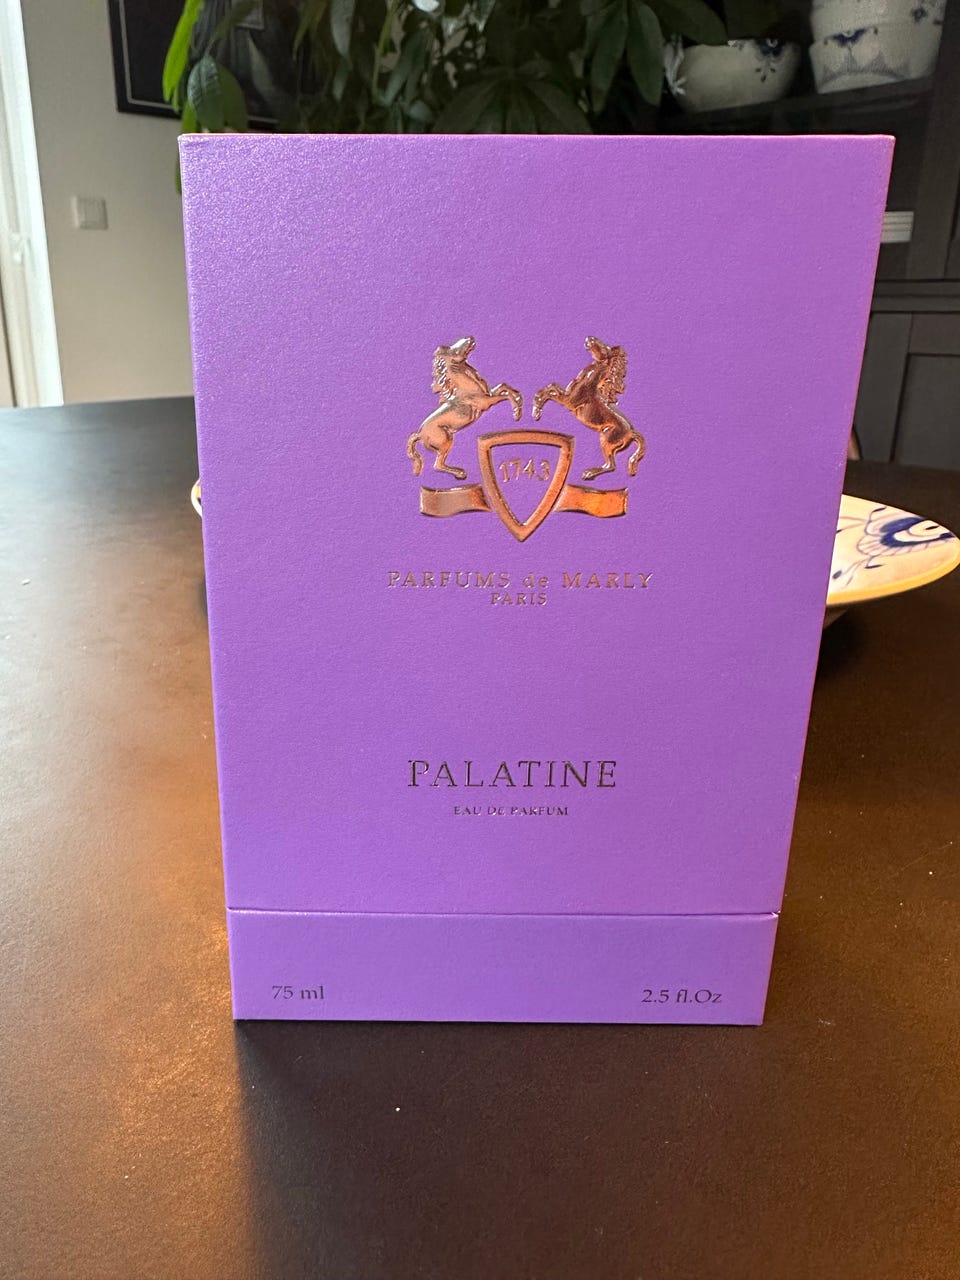 1743
PARFUMS de MARLY
PARIS
PALATINE
EAU DE PARFUM
75 ml
2.5 fl.Oz